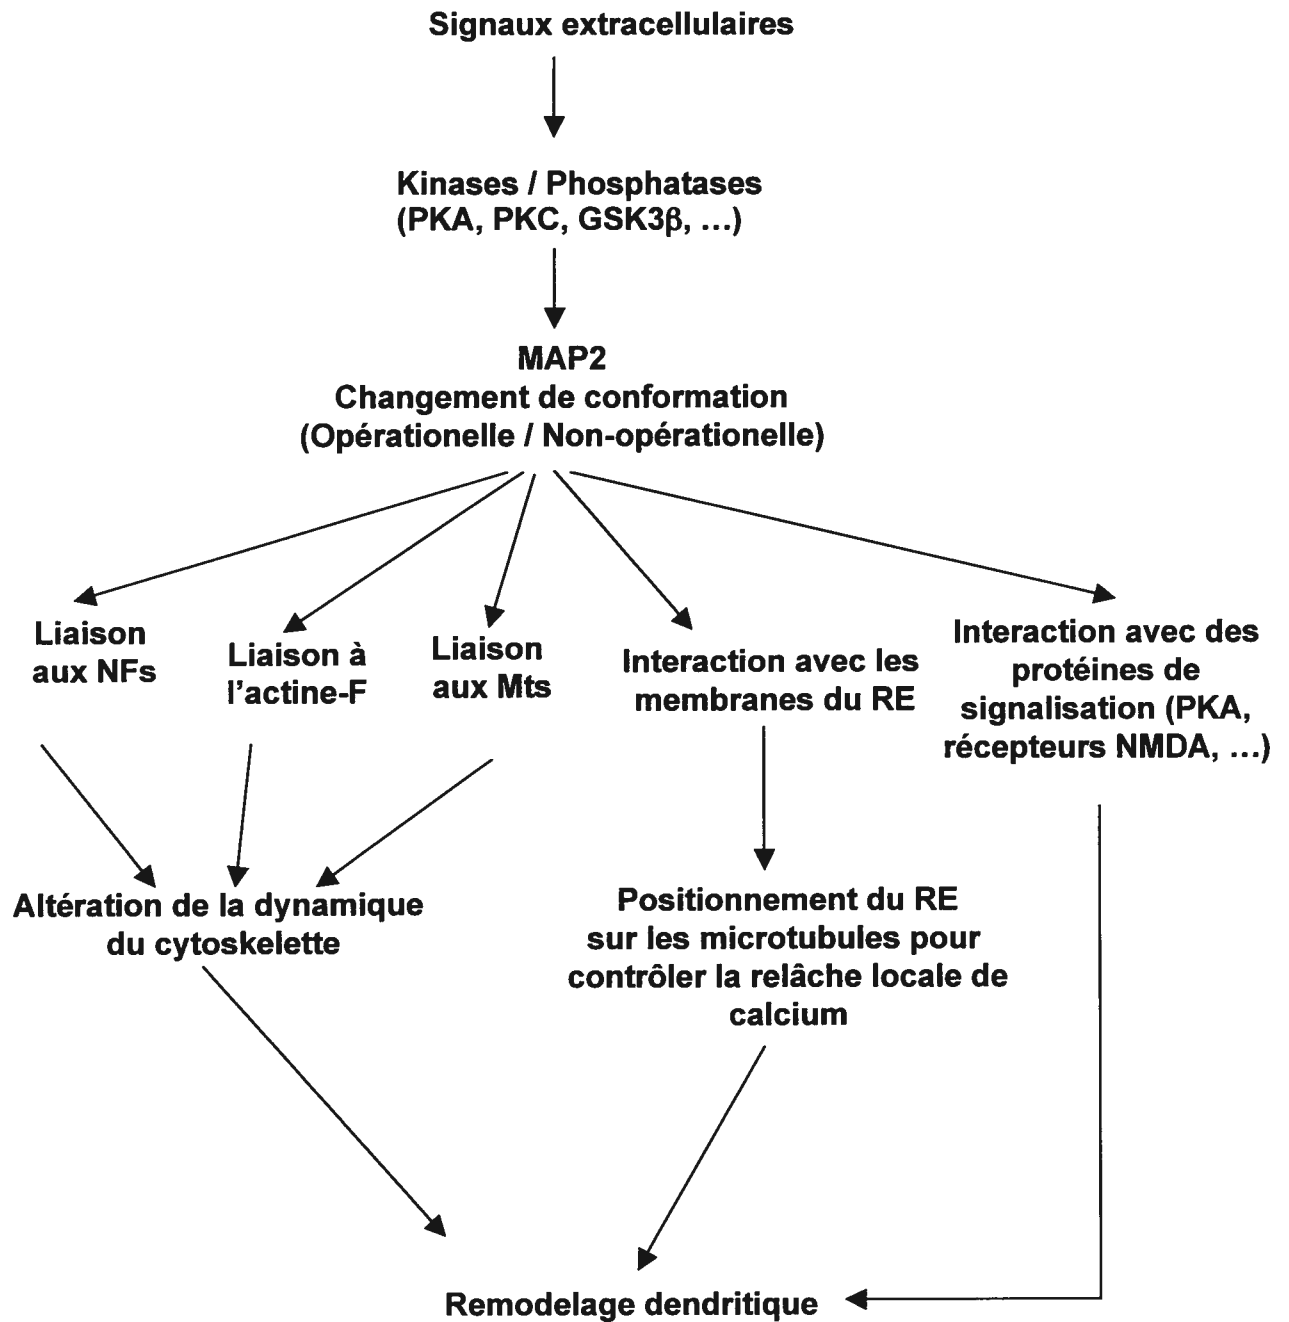 Signaux extracellulaires
Kinases / Phosphatases
(PKA, PKC, GSK3β, ...)
MAP2
Changement de conformation
(Opérationelle / Non-opérationelle)
Liaison
aux NFs
Liaison à
l'actine-F
Liaison
aux Mts
Interaction avec les
membranes du RE
Interaction avec des
protéines de
signalisation (PKA,
récepteurs NMDA, ...)
Altération de la dynamique
du cytoskelette
Positionnement du RE
sur les microtubules pour
contrôler la relâche locale de
calcium
Remodelage dendritique